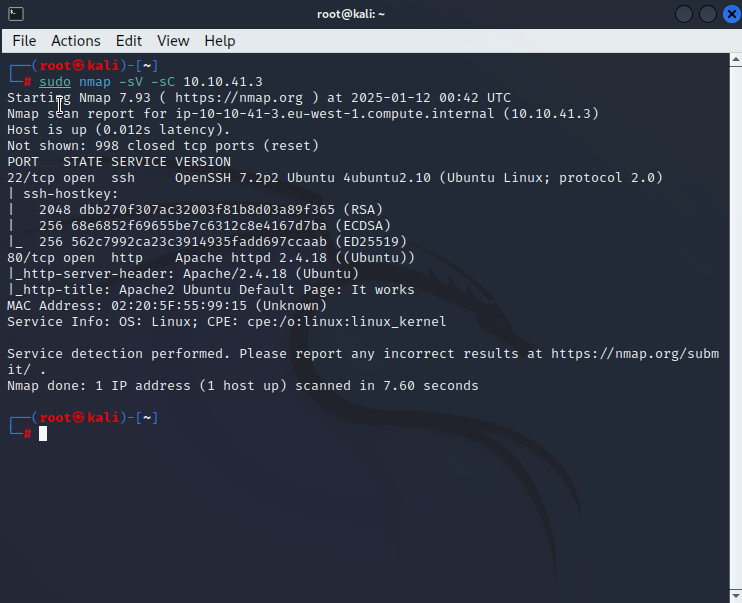 root@kali: ~
File Actions Edit View Help
┌──(root㉿kali)-[~]
└─# sudo nmap -sV -sC 10.10.41.3
Starting Nmap 7.93 ( https://nmap.org ) at 2025-01-12 00:42 UTC
Nmap scan report for ip-10-10-41-3.eu-west-1.compute.internal (10.10.41.3)
Host is up (0.012s latency).
Not shown: 998 closed tcp ports (reset)
PORT   STATE SERVICE VERSION
22/tcp open  ssh     OpenSSH 7.2p2 Ubuntu 4ubuntu2.10 (Ubuntu Linux; protocol 2.0)
| ssh-hostkey:
|   2048 dbb270f307ac32003f81b8d03a89f365 (RSA)
|   256 68e6852f69655be7c6312c8e4167d7ba (ECDSA)
|_  256 562c7992ca23c3914935fadd697ccaab (ED25519)
80/tcp open  http    Apache httpd 2.4.18 ((Ubuntu))
|_http-server-header: Apache/2.4.18 (Ubuntu)
|_http-title: Apache2 Ubuntu Default Page: It works
MAC Address: 02:20:5F:55:99:15 (Unknown)
Service Info: OS: Linux; CPE: cpe:/o:linux:linux_kernel
Service detection performed. Please report any incorrect results at https://nmap.org/subm
it/ .
Nmap done: 1 IP address (1 host up) scanned in 7.60 seconds
┌──(root㉿kali)-[~]
└─#